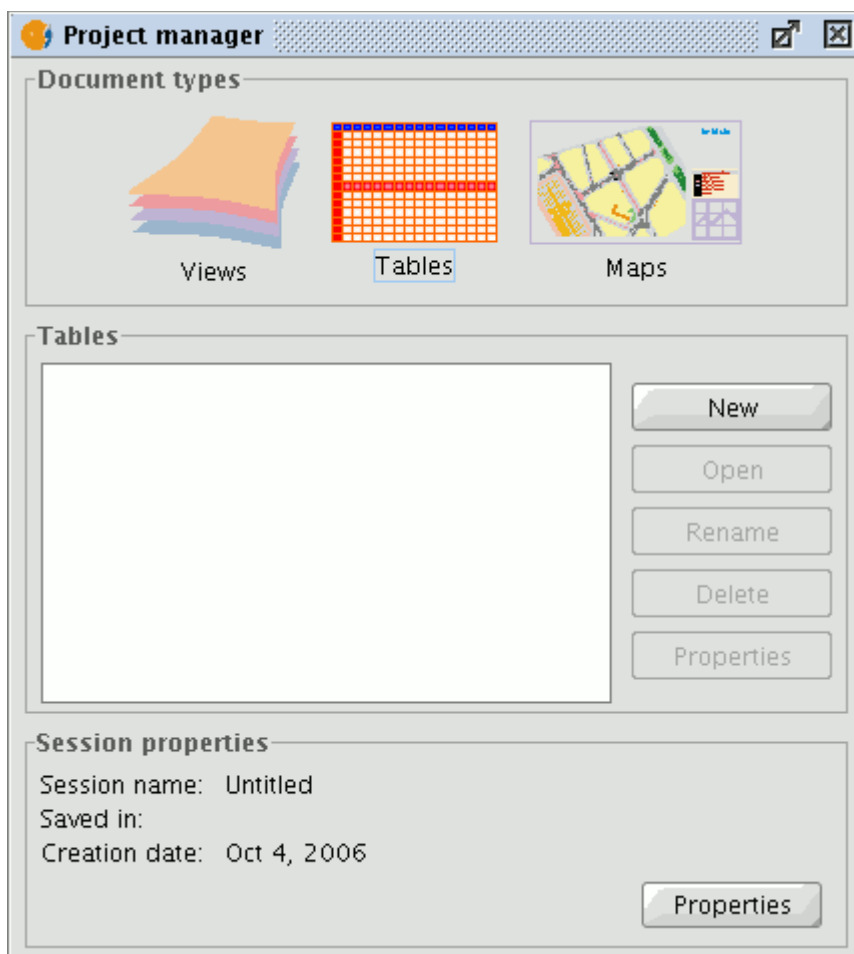 Project manager
Document types
Views
Tables
Maps
Tables
New
Open
Rename
Delete
Properties
Session properties
Session name: Untitled
Saved in:
Creation date: Oct 4, 2006
Properties